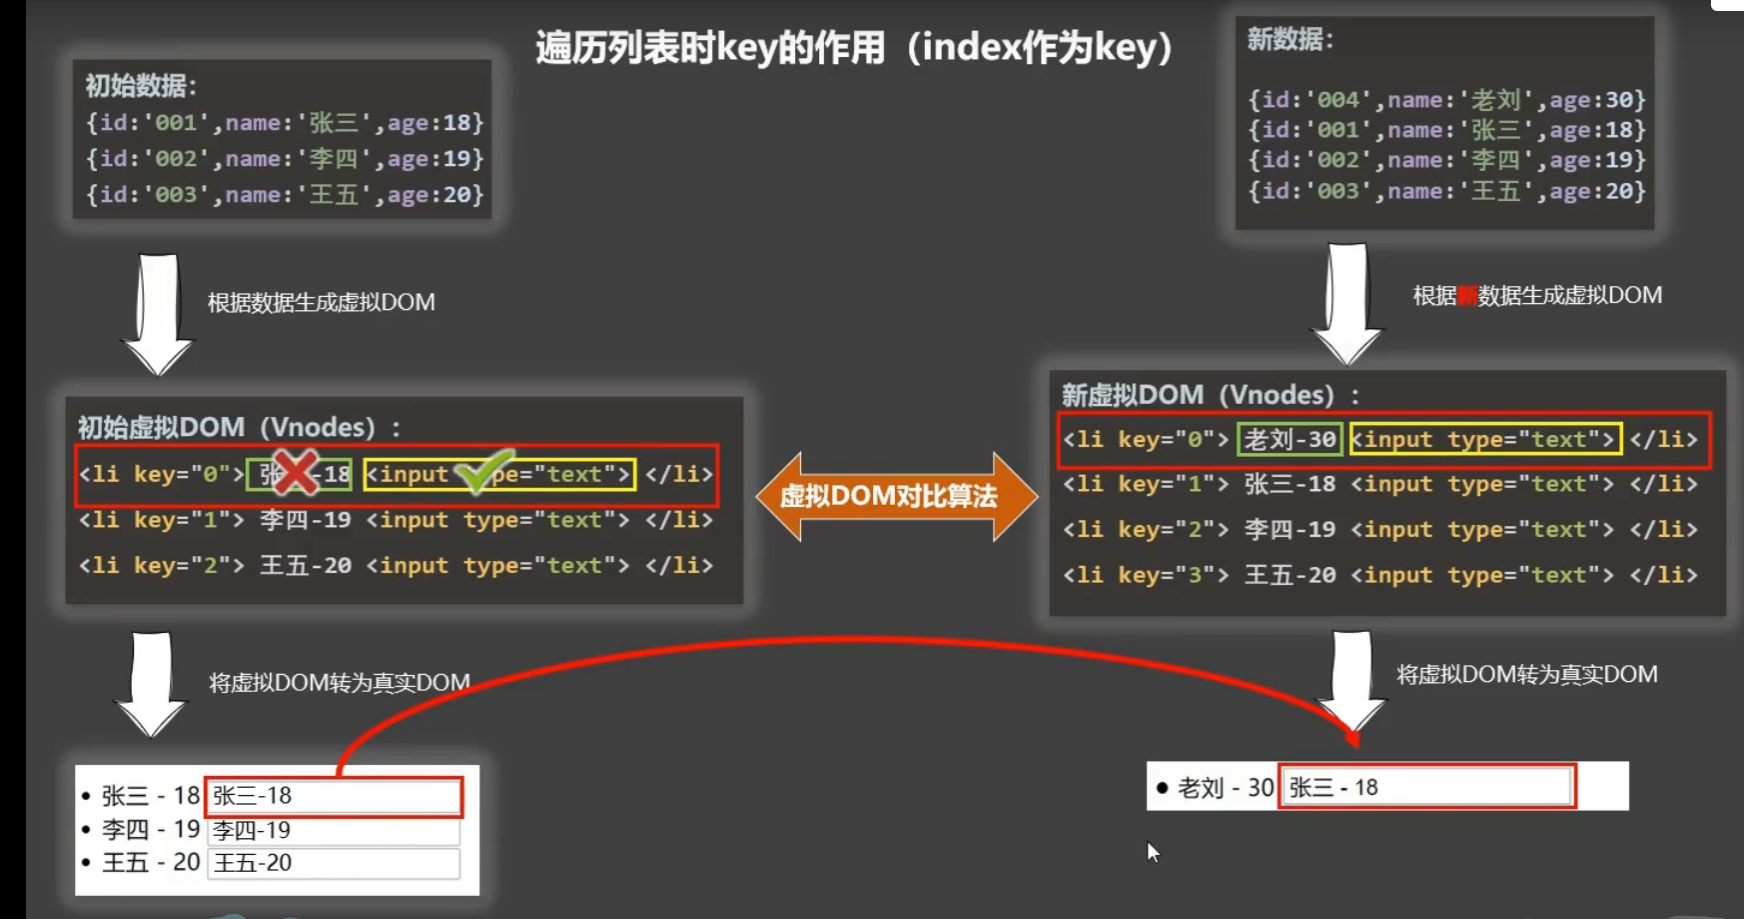 遍历列表时key的作用（index作为key）
初始数据：
{id:'001',name:'张三',age:18}
{id:'002',name:'李四',age:19}
{id:'003',name:'王五',age:20}
根据数据生成虚拟DOM
初始虚拟DOM（Vnodes）：
<li key="0"> 张 -18 <input type="text"> </li>
<li key="1"> 李四-19 <input type="text"> </li>
<li key="2"> 王五-20 <input type="text"> </li>
将虚拟DOM转为真实DOM
• 张三 - 18 张三-18
• 李四 - 19 李四-19
• 王五 - 20 王五-20
虚拟DOM对比算法
新数据：
{id:'004',name:'老刘',age:30}
{id:'001',name:'张三',age:18}
{id:'002',name:'李四',age:19}
{id:'003',name:'王五',age:20}
根据新数据生成虚拟DOM
新虚拟DOM（Vnodes）：
<li key="0"> 老刘-30 <input type="text"> </li>
<li key="1"> 张三-18 <input type="text"> </li>
<li key="2"> 李四-19 <input type="text"> </li>
<li key="3"> 王五-20 <input type="text"> </li>
将虚拟DOM转为真实DOM
• 老刘 - 30 张三 - 18